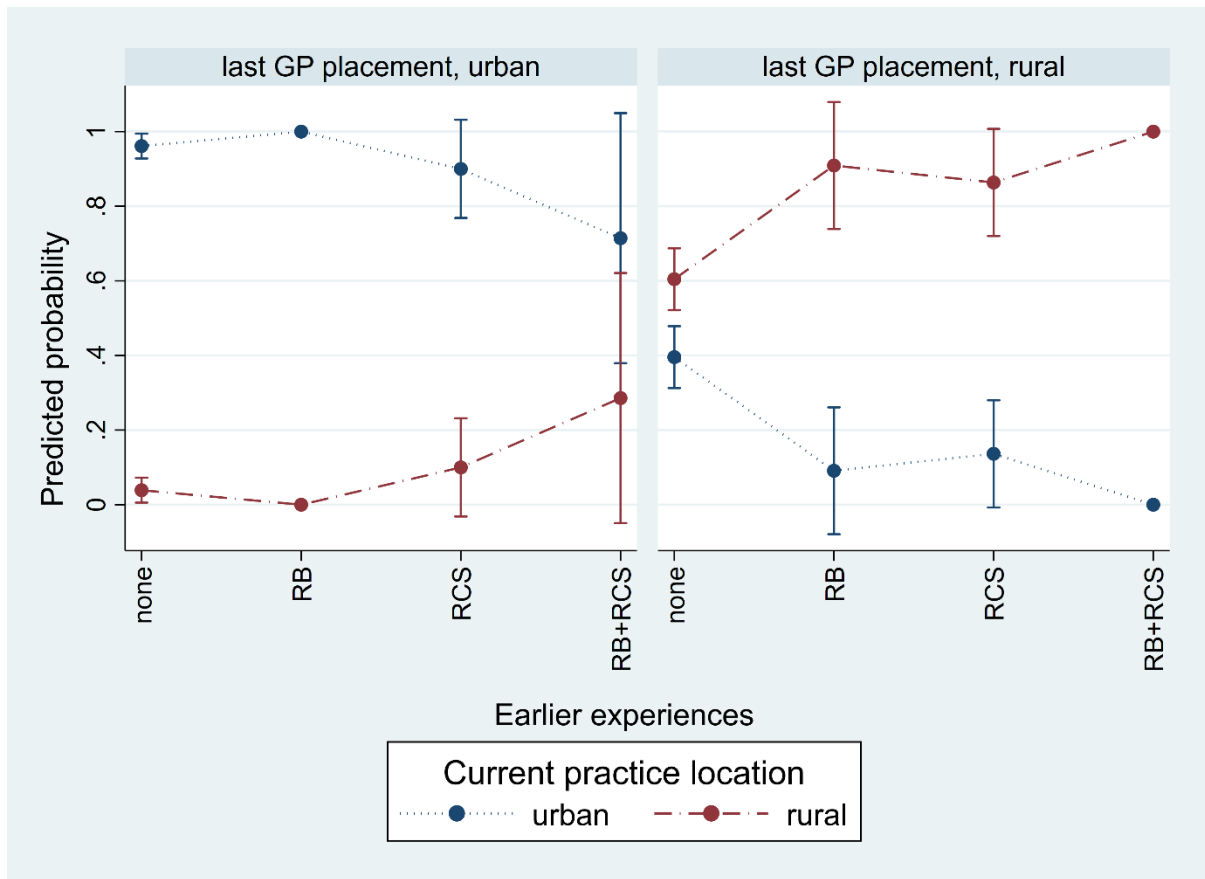 last GP placement, urban
last GP placement, rural
Predicted probability
1
.8
.6
.4
.2
0
none
RB
RCS
RB+RCS
none
RB
RCS
RB+RCS
Earlier experiences
Current practice location
urban
rural